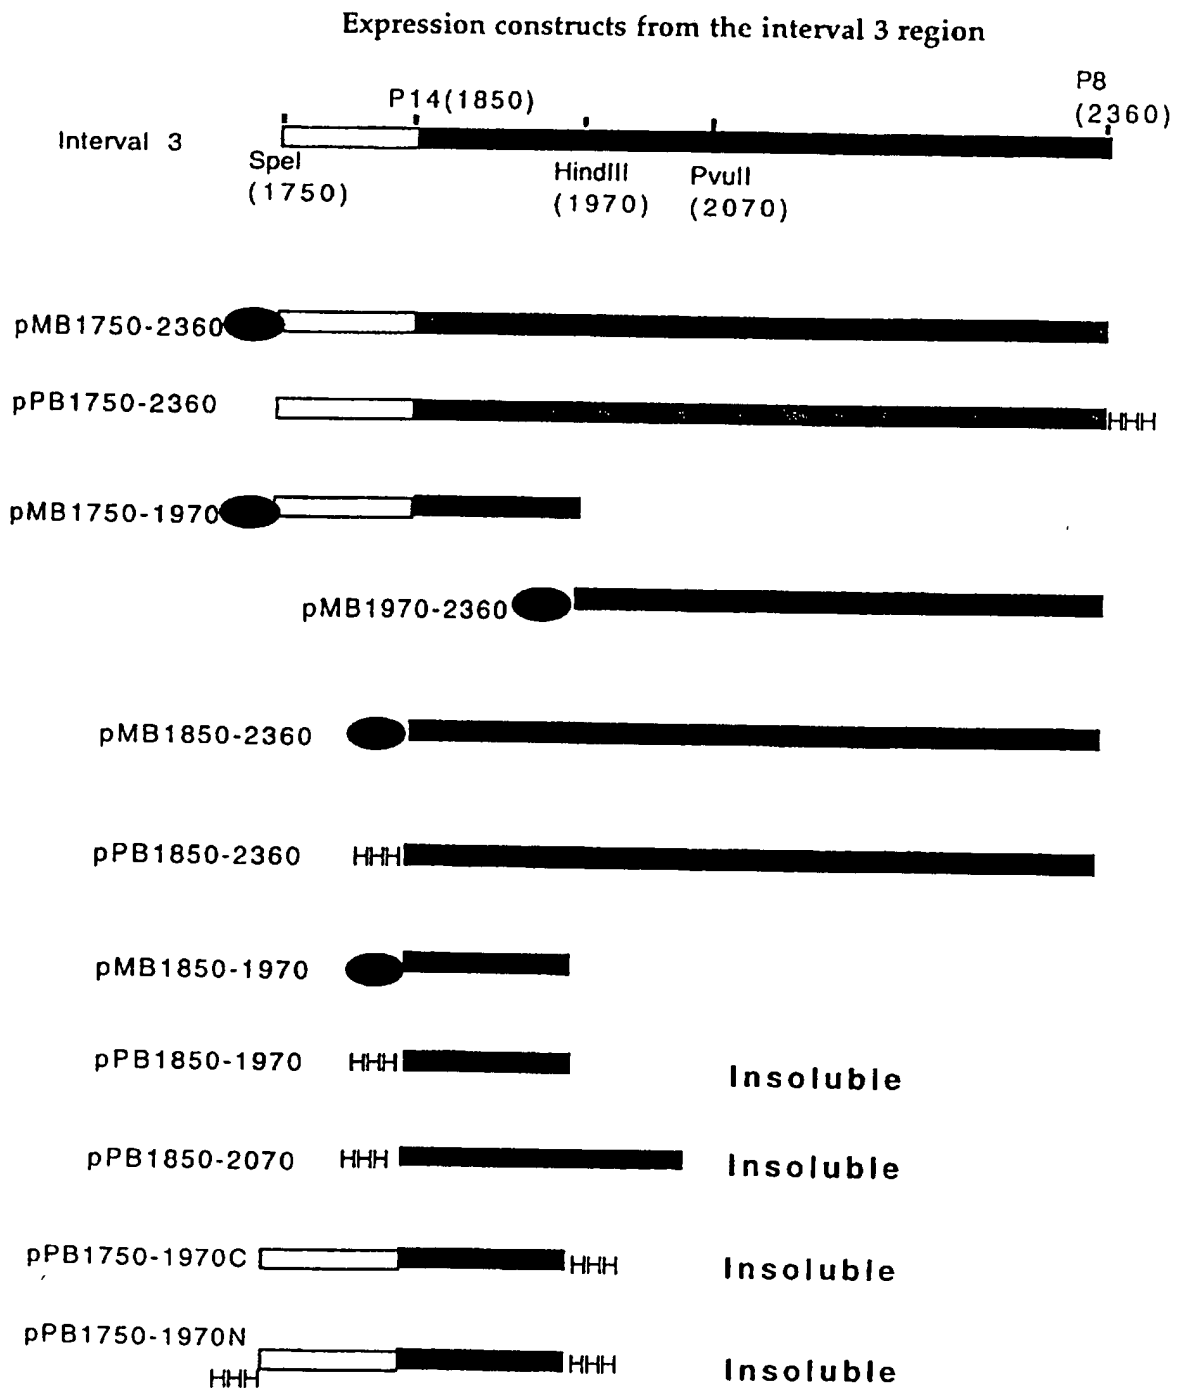 Expression constructs from the interval 3 region
P14(1850)
P8
(2360)
Interval 3
SpeI
(1750)
HindIII
(1970)
PvuII
(2070)
pMB1750-2360
pPB1750-2360
HHH
pMB1750-1970
pMB1970-2360
pMB1850-2360
pPB1850-2360 HHH
pMB1850-1970
pPB1850-1970 HHH Insoluble
pPB1850-2070 HHH Insoluble
pPB1750-1970C HHH Insoluble
pPB1750-1970N
HHH HHH Insoluble